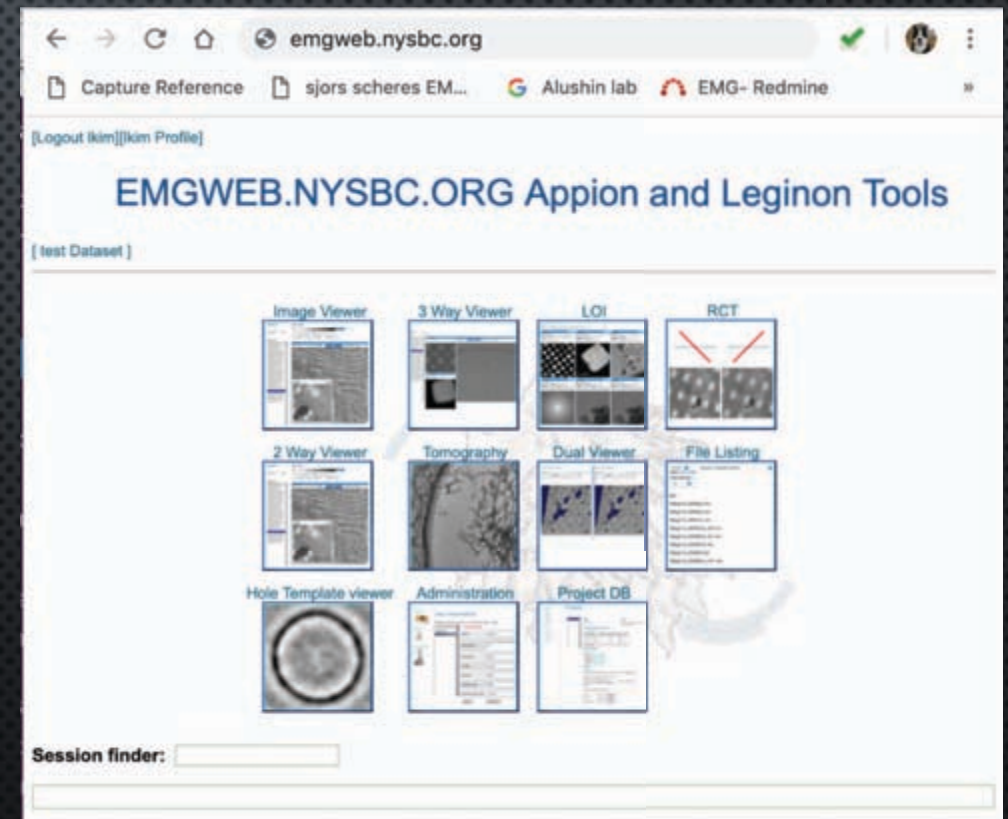 emgweb.nysbc.org
Capture Reference sjors scheres EM... Alushin lab EMG- Redmine »
[Logout lkim][lkim Profile]
EMGWEB.NYSBC.ORG Appion and Leginon Tools
[ test Dataset ]
Image Viewer 3 Way Viewer LOI RCT
2 Way Viewer Tomography Dual Viewer File Listing
Hole Template viewer Administration Project DB
Session finder: